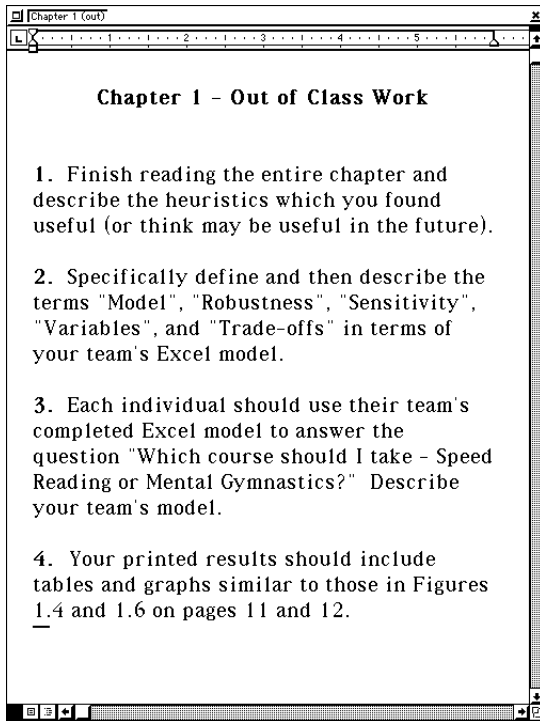 Chapter 1 (out)
1 2 3 4 5
Chapter 1 - Out of Class Work
1. Finish reading the entire chapter and
describe the heuristics which you found
useful (or think may be useful in the future).
2. Specifically define and then describe the
terms "Model", "Robustness", "Sensitivity",
"Variables", and "Trade-offs" in terms of
your team's Excel model.
3. Each individual should use their team's
completed Excel model to answer the
question "Which course should I take - Speed
Reading or Mental Gymnastics?" Describe
your team's model.
4. Your printed results should include
tables and graphs similar to those in Figures
1.4 and 1.6 on pages 11 and 12.